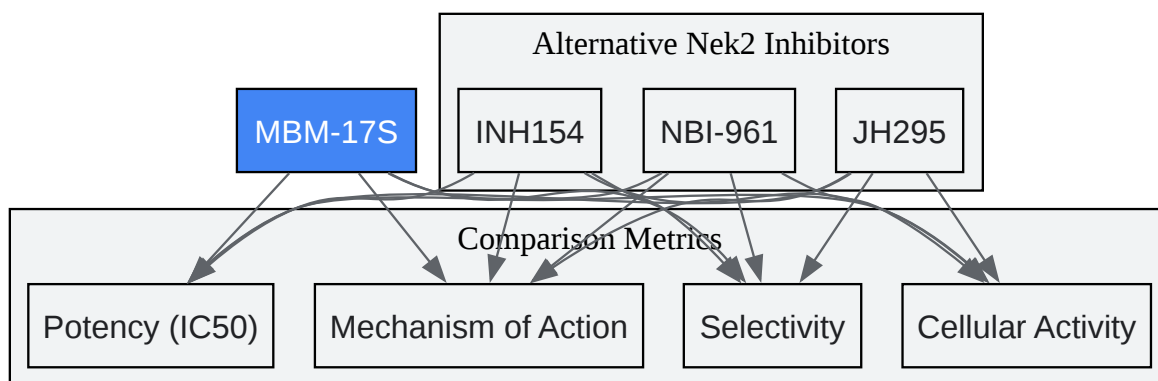 Alternative Nek2 Inhibitors
MBM-17S
INH154
NBI-961
JH295
Comparison Metrics
Potency (IC50)
Mechanism of Action
Selectivity
Cellular Activity